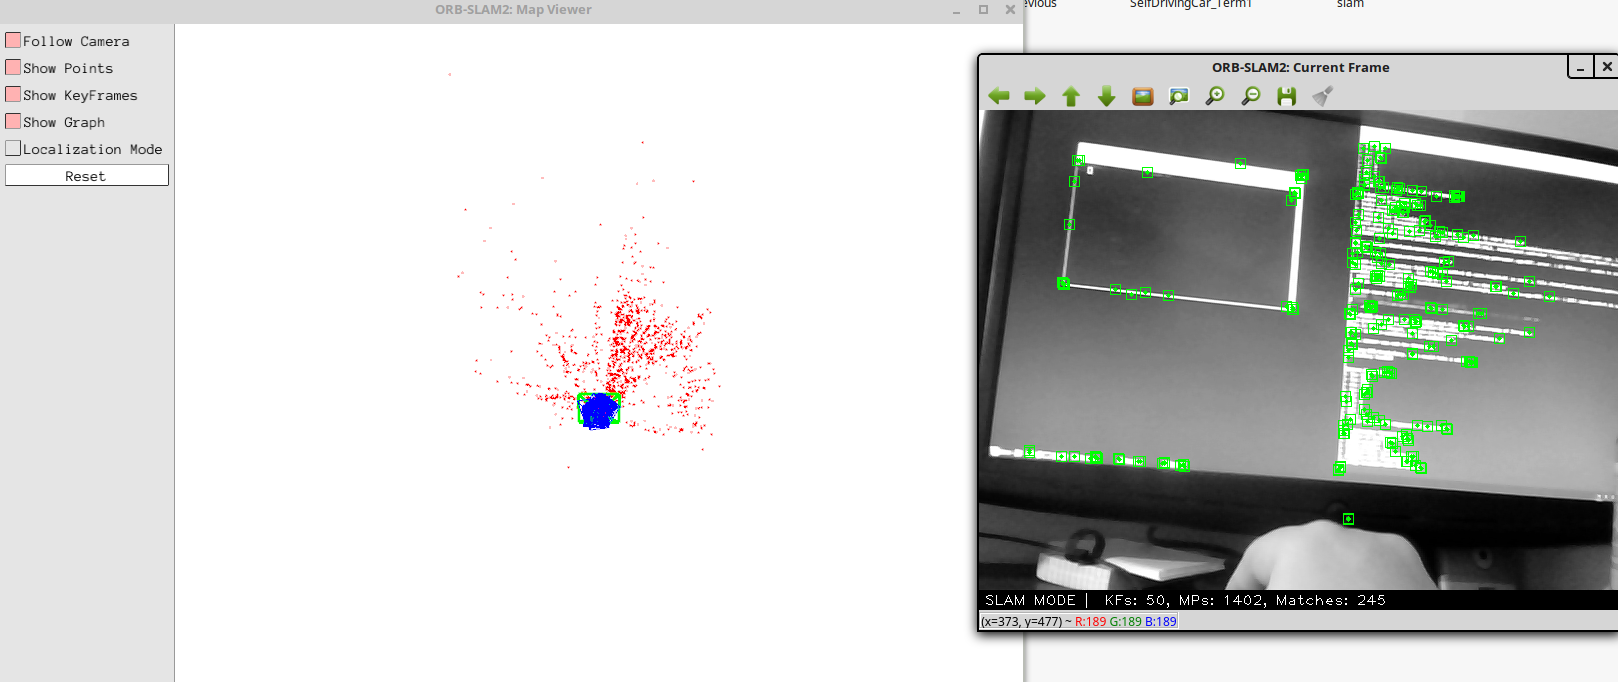 ORB-SLAM2: Map Viewer
Follow Camera
Show Points
Show KeyFrames
Show Graph
Localization Mode
Reset
evious
SelfDrivingCar_Term1
slam
ORB-SLAM2: Current Frame
SLAM MODE |  KFs: 50, MPs: 1402, Matches: 245
(x=373, y=477) ~ R:189 G:189 B:189